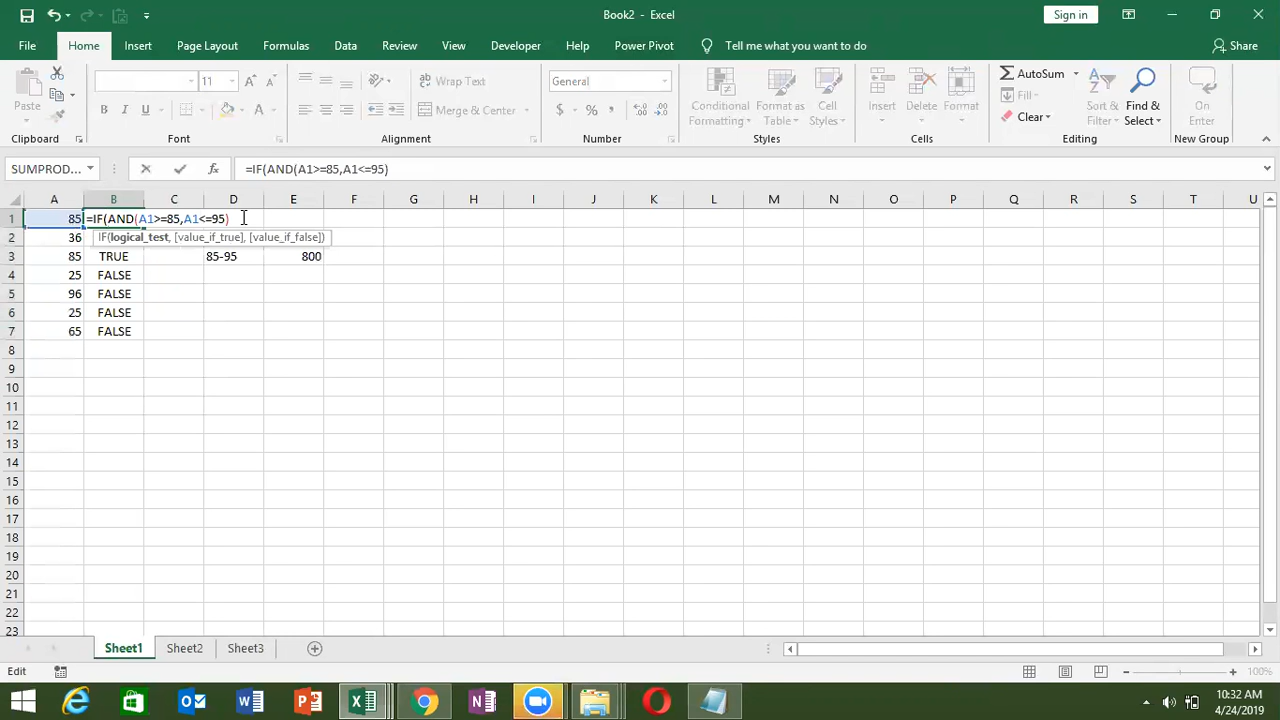 Book2 - Excel
Sign in
File Home Insert Page Layout Formulas Data Review View Developer Help Power Pivot Tell me what you want to do Share
Paste
Clipboard
11
B I U
Font
Wrap Text
Merge & Center
Alignment
General
$ % ,
Number
Conditional Formatting
Format as Table
Cell Styles
Styles
Insert
Delete
Format
Cells
AutoSum
Fill
Clear
Sort & Filter
Find & Select
Editing
On Enter
New Group
SUMPROD...
fx
=IF(AND(A1>=85,A1<=95)
A B C D E F G H I J K L M N O P Q R S T U
1 85 =IF(AND(A1>=85,A1<=95)
2 36 IF(logical_test, [value_if_true], [value_if_false])
3 85 TRUE 85-95 800
4 25 FALSE
5 96 FALSE
6 25 FALSE
7 65 FALSE
8
9
10
11
12
13
14
15
16
17
18
19
20
21
22
23
Sheet1 Sheet2 Sheet3
Edit
100%
10:32 AM
4/24/2019